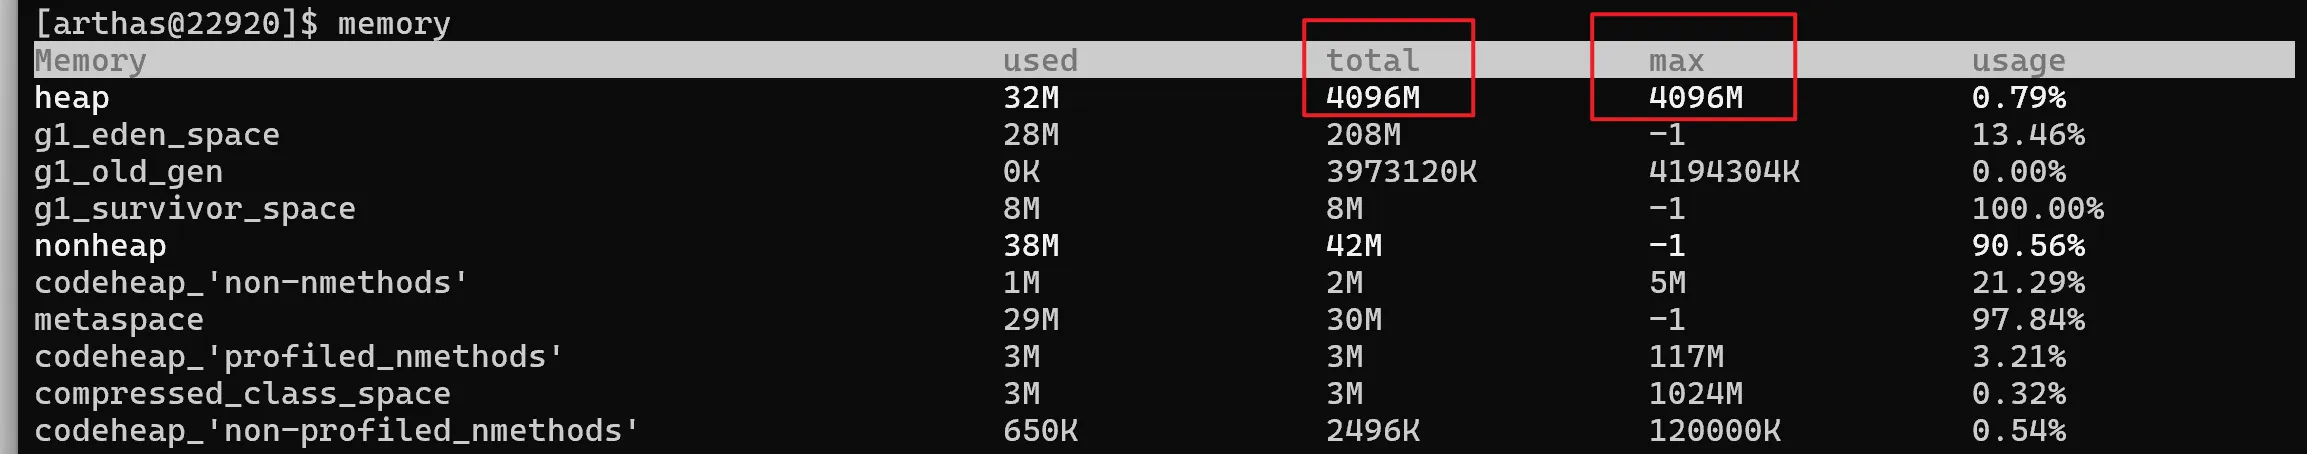 [arthas@22920]$ memory
Memory used total max usage
heap 32M 4096M 4096M 0.79%
g1_eden_space 28M 208M -1 13.46%
g1_old_gen 0K 3973120K 4194304K 0.00%
g1_survivor_space 8M 8M -1 100.00%
nonheap 38M 42M -1 90.56%
codeheap_'non-nmethods' 1M 2M 5M 21.29%
metaspace 29M 30M -1 97.84%
codeheap_'profiled_nmethods' 3M 3M 117M 3.21%
compressed_class_space 3M 3M 1024M 0.32%
codeheap_'non-profiled_nmethods' 650K 2496K 120000K 0.54%